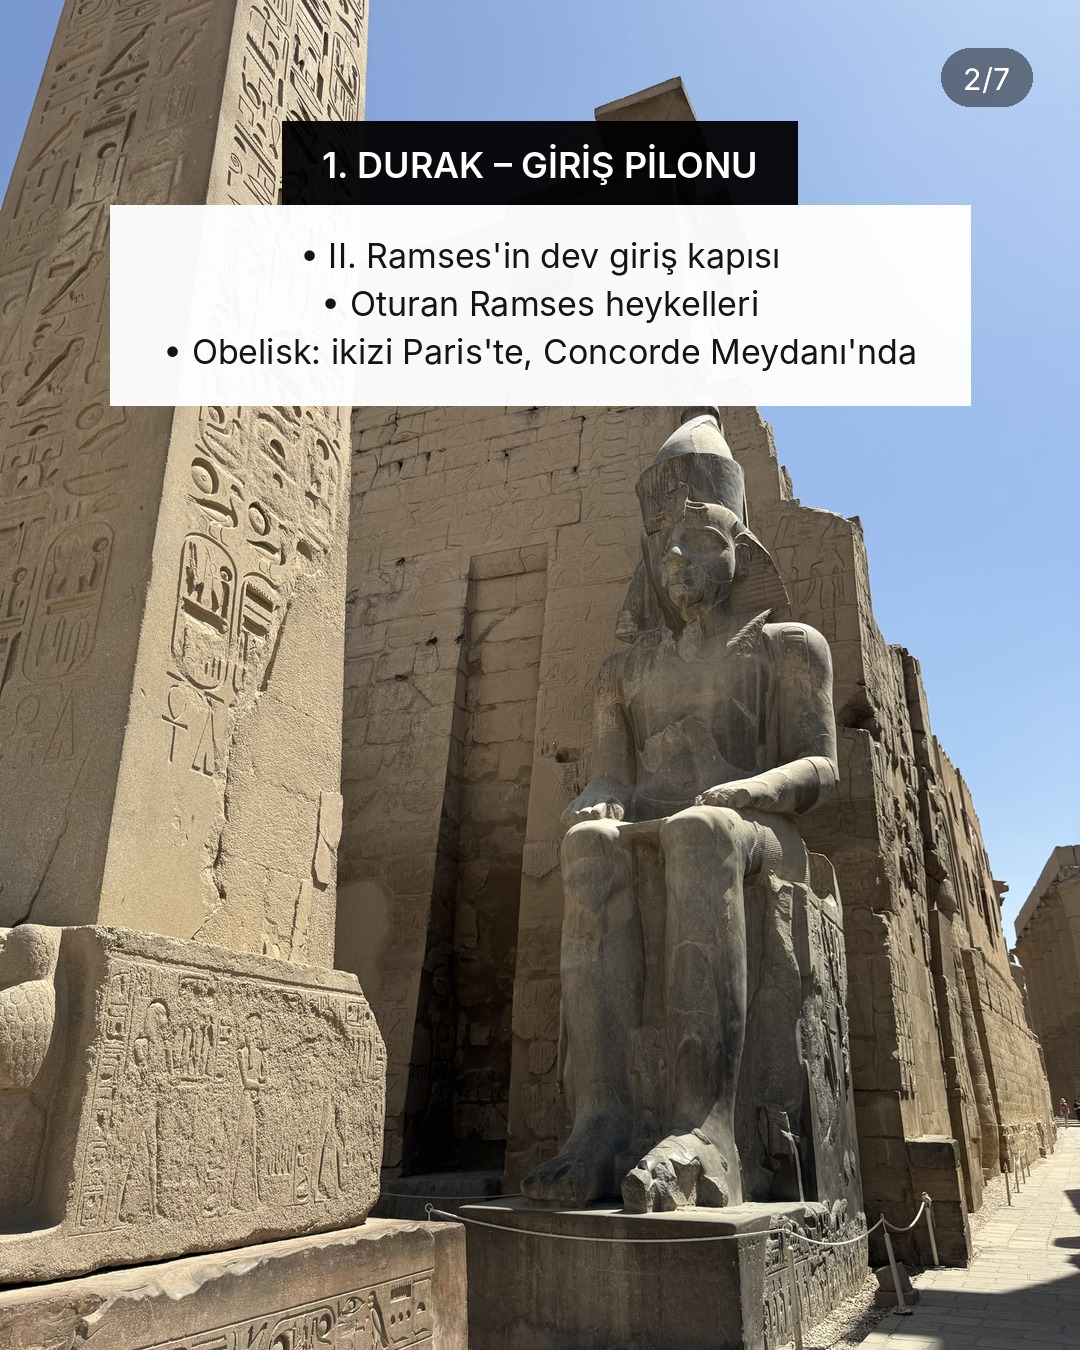 2/7
1. DURAK – GİRİŞ PİLONU
• II. Ramses'in dev giriş kapısı
• Oturan Ramses heykelleri
• Obelisk: ikizi Paris'te, Concorde Meydanı'nda